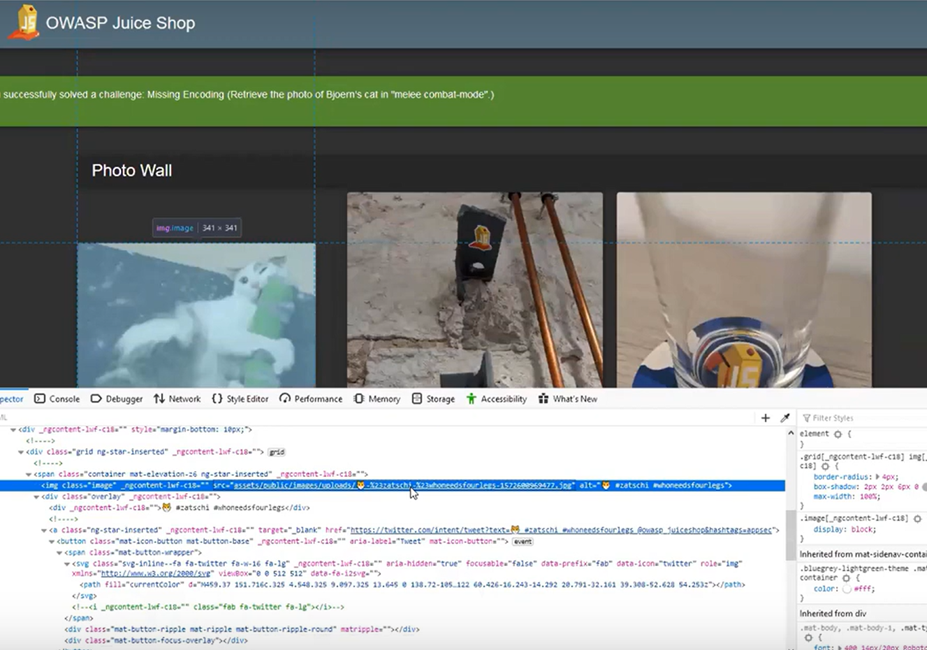 OWASP Juice Shop
successfully solved a challenge: Missing Encoding (Retrieve the photo of Bjoern's cat in "melee combat-mode".)
Photo Wall
img.image | 341 × 341
JS
pector Console Debugger Network {} Style Editor Performance Memory Storage Accessibility What's New
+ Filter Styles
<div _ngcontent-lwf-c18="" style="margin-bottom: 10px;">
<!---->
<div class="grid ng-star-inserted" _ngcontent-lwf-c18=""> grid
<!---->
<span class="container mat-elevation-z6 ng-star-inserted" _ngcontent-lwf-c18="">
<img class="image" _ngcontent-lwf-c18="" src="assets/public/images/uploads/😼-%23zatschi-%23whoneedsfourlegs-1572600969477.jpg" alt="😼 #zatschi #whoneedsfourlegs">
<div class="overlay" _ngcontent-lwf-c18="">
<div _ngcontent-lwf-c18="">😼 #zatschi #whoneedsfourlegs</div>
<!---->
<a class="ng-star-inserted" _ngcontent-lwf-c18="" target="_blank" href="https://twitter.com/intent/tweet?text=😼 #zatschi #whoneedsfourlegs @owasp_juiceshop&hashtags=appsec">
<button class="mat-icon-button mat-button-base" _ngcontent-lwf-c18="" aria-label="Tweet" mat-icon-button=""> event
<span class="mat-button-wrapper">
<svg class="svg-inline--fa fa-twitter fa-w-16 fa-lg" _ngcontent-lwf-c18="" aria-hidden="true" focusable="false" data-prefix="fab" data-icon="twitter" role="img"
xmlns="http://www.w3.org/2000/svg" viewBox="0 0 512 512" data-fa-i2svg="">
<path fill="currentColor" d="M459.37 151.716c.325 4.548.325 9.097.325 13.645 0 138.72-105.122 60.426-16.243-14.292 20.791-32.161 39.308-52.628 54.253z"></path>
</svg>
<!--<i _ngcontent-lwf-c18="" class="fab fa-twitter fa-lg"></i>-->
</span>
<div class="mat-button-ripple mat-ripple mat-button-ripple-round" matripple=""></div>
<div class="mat-button-focus-overlay"></div>
element {
}
.grid[_ngcontent-lwf-c18] img[
c18] {
border-radius: 4px;
box-shadow: 2px 2px 6px 0
max-width: 100%;
}
.image[_ngcontent-lwf-c18] {
display: block;
}
Inherited from mat-sidenav-contai
.bluegrey-lightgreen-theme .mat
container {
color: #fff;
}
Inherited from div
.mat-body, .mat-body-1, .mat-ty
{
font: 400 14px/20px Roboto